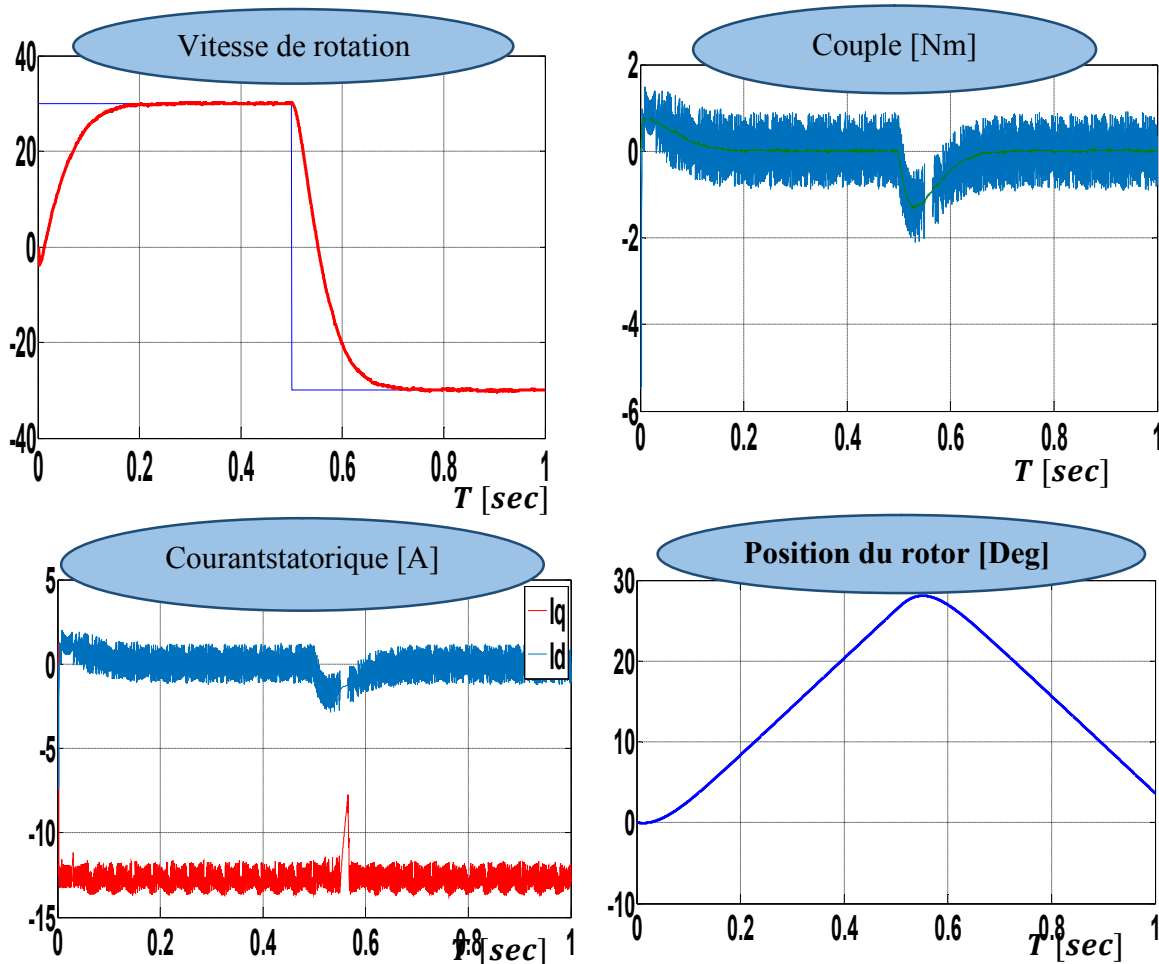 Vitesse de rotation
40
20
0
-20
-40
0 0.2 0.4 0.6 0.8 1
T [sec]
Couple [Nm]
2
0
-2
-4
-6
0 0.2 0.4 0.6 0.8 1
T [sec]
Courantstatorique [A]
5
0
-5
-10
-15
Iq
Id
0 0.2 0.4 0.6 0.8 1
T [sec]
Position du rotor [Deg]
30
20
10
0
-10
0 0.2 0.4 0.6 0.8 1
T [sec]